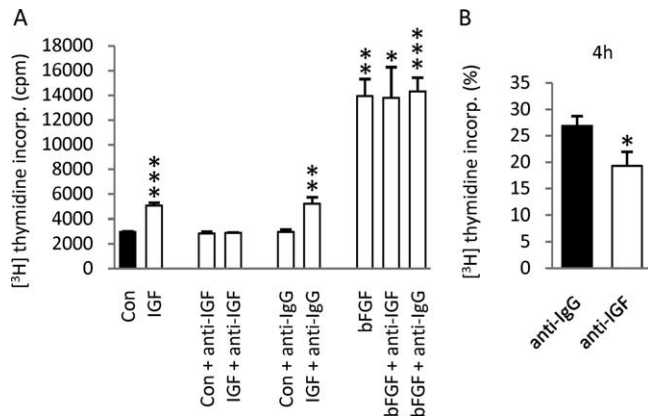 A
[³H] thymidine incorp. (cpm)
18000
16000
14000
12000
10000
8000
6000
4000
2000
0
***
**
**
*
***
Con
IGF
Con + anti-IGF
IGF + anti-IGF
Con + anti-IgG
IGF + anti-IgG
bFGF
bFGF + anti-IGF
bFGF + anti-IgG
B
4h
[³H] thymidine incorp. (%)
35
30
25
20
15
10
5
0
*
anti-IgG
anti-IGF